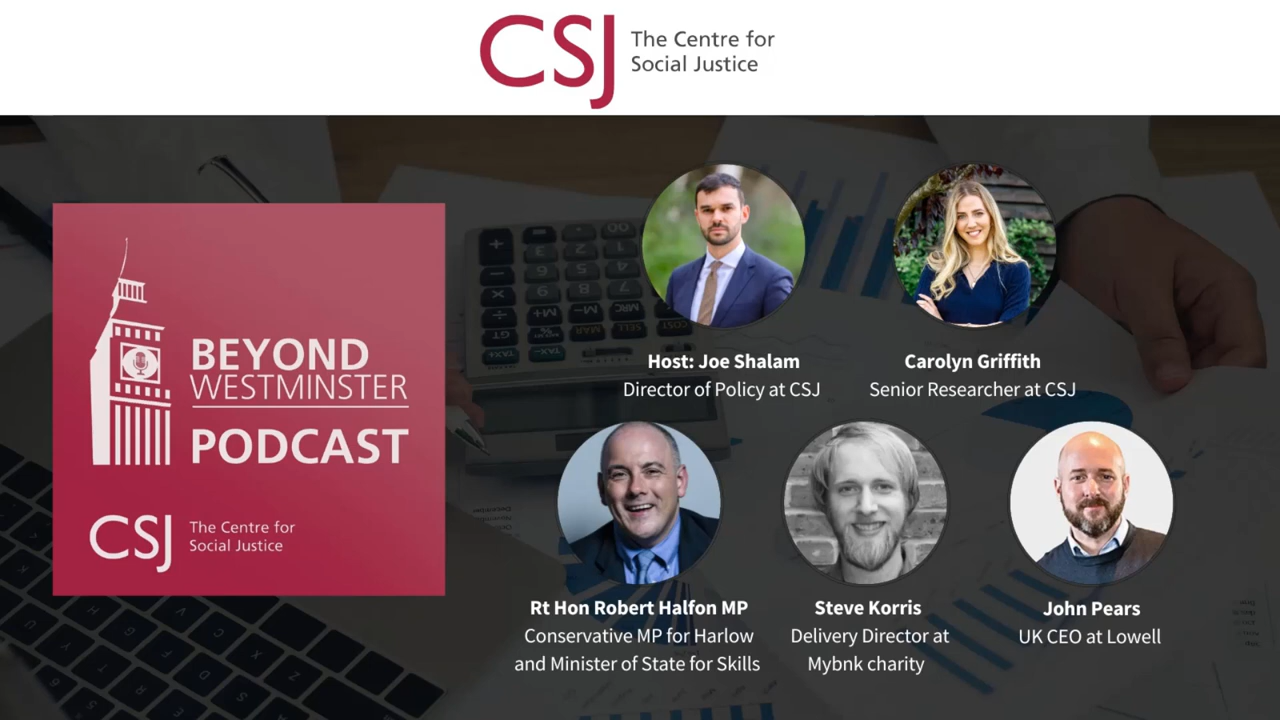 CSJ
The Centre for
Social Justice
BEYOND
WESTMINSTER
PODCAST
CSJ
The Centre for
Social Justice
Host: Joe Shalam
Director of Policy at CSJ
Carolyn Griffith
Senior Researcher at CSJ
Rt Hon Robert Halfon MP
Conservative MP for Harlow
and Minister of State for Skills
Steve Korris
Delivery Director at
Mybnk charity
John Pears
UK CEO at Lowell